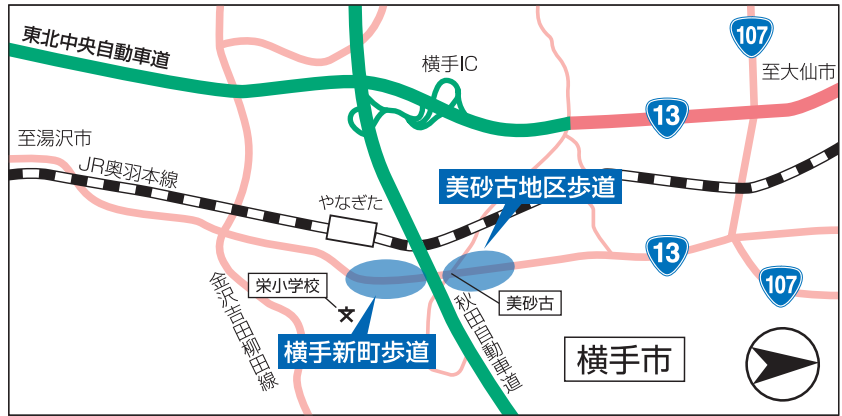 東北中央自動車道
横手IC
107
至大仙市
13
至湯沢市
JR奥羽本線
美砂古地区歩道
やなぎた
13
107
栄小学校
文
美砂古
金沢吉田柳田線
秋田自動車道
横手新町歩道
横手市